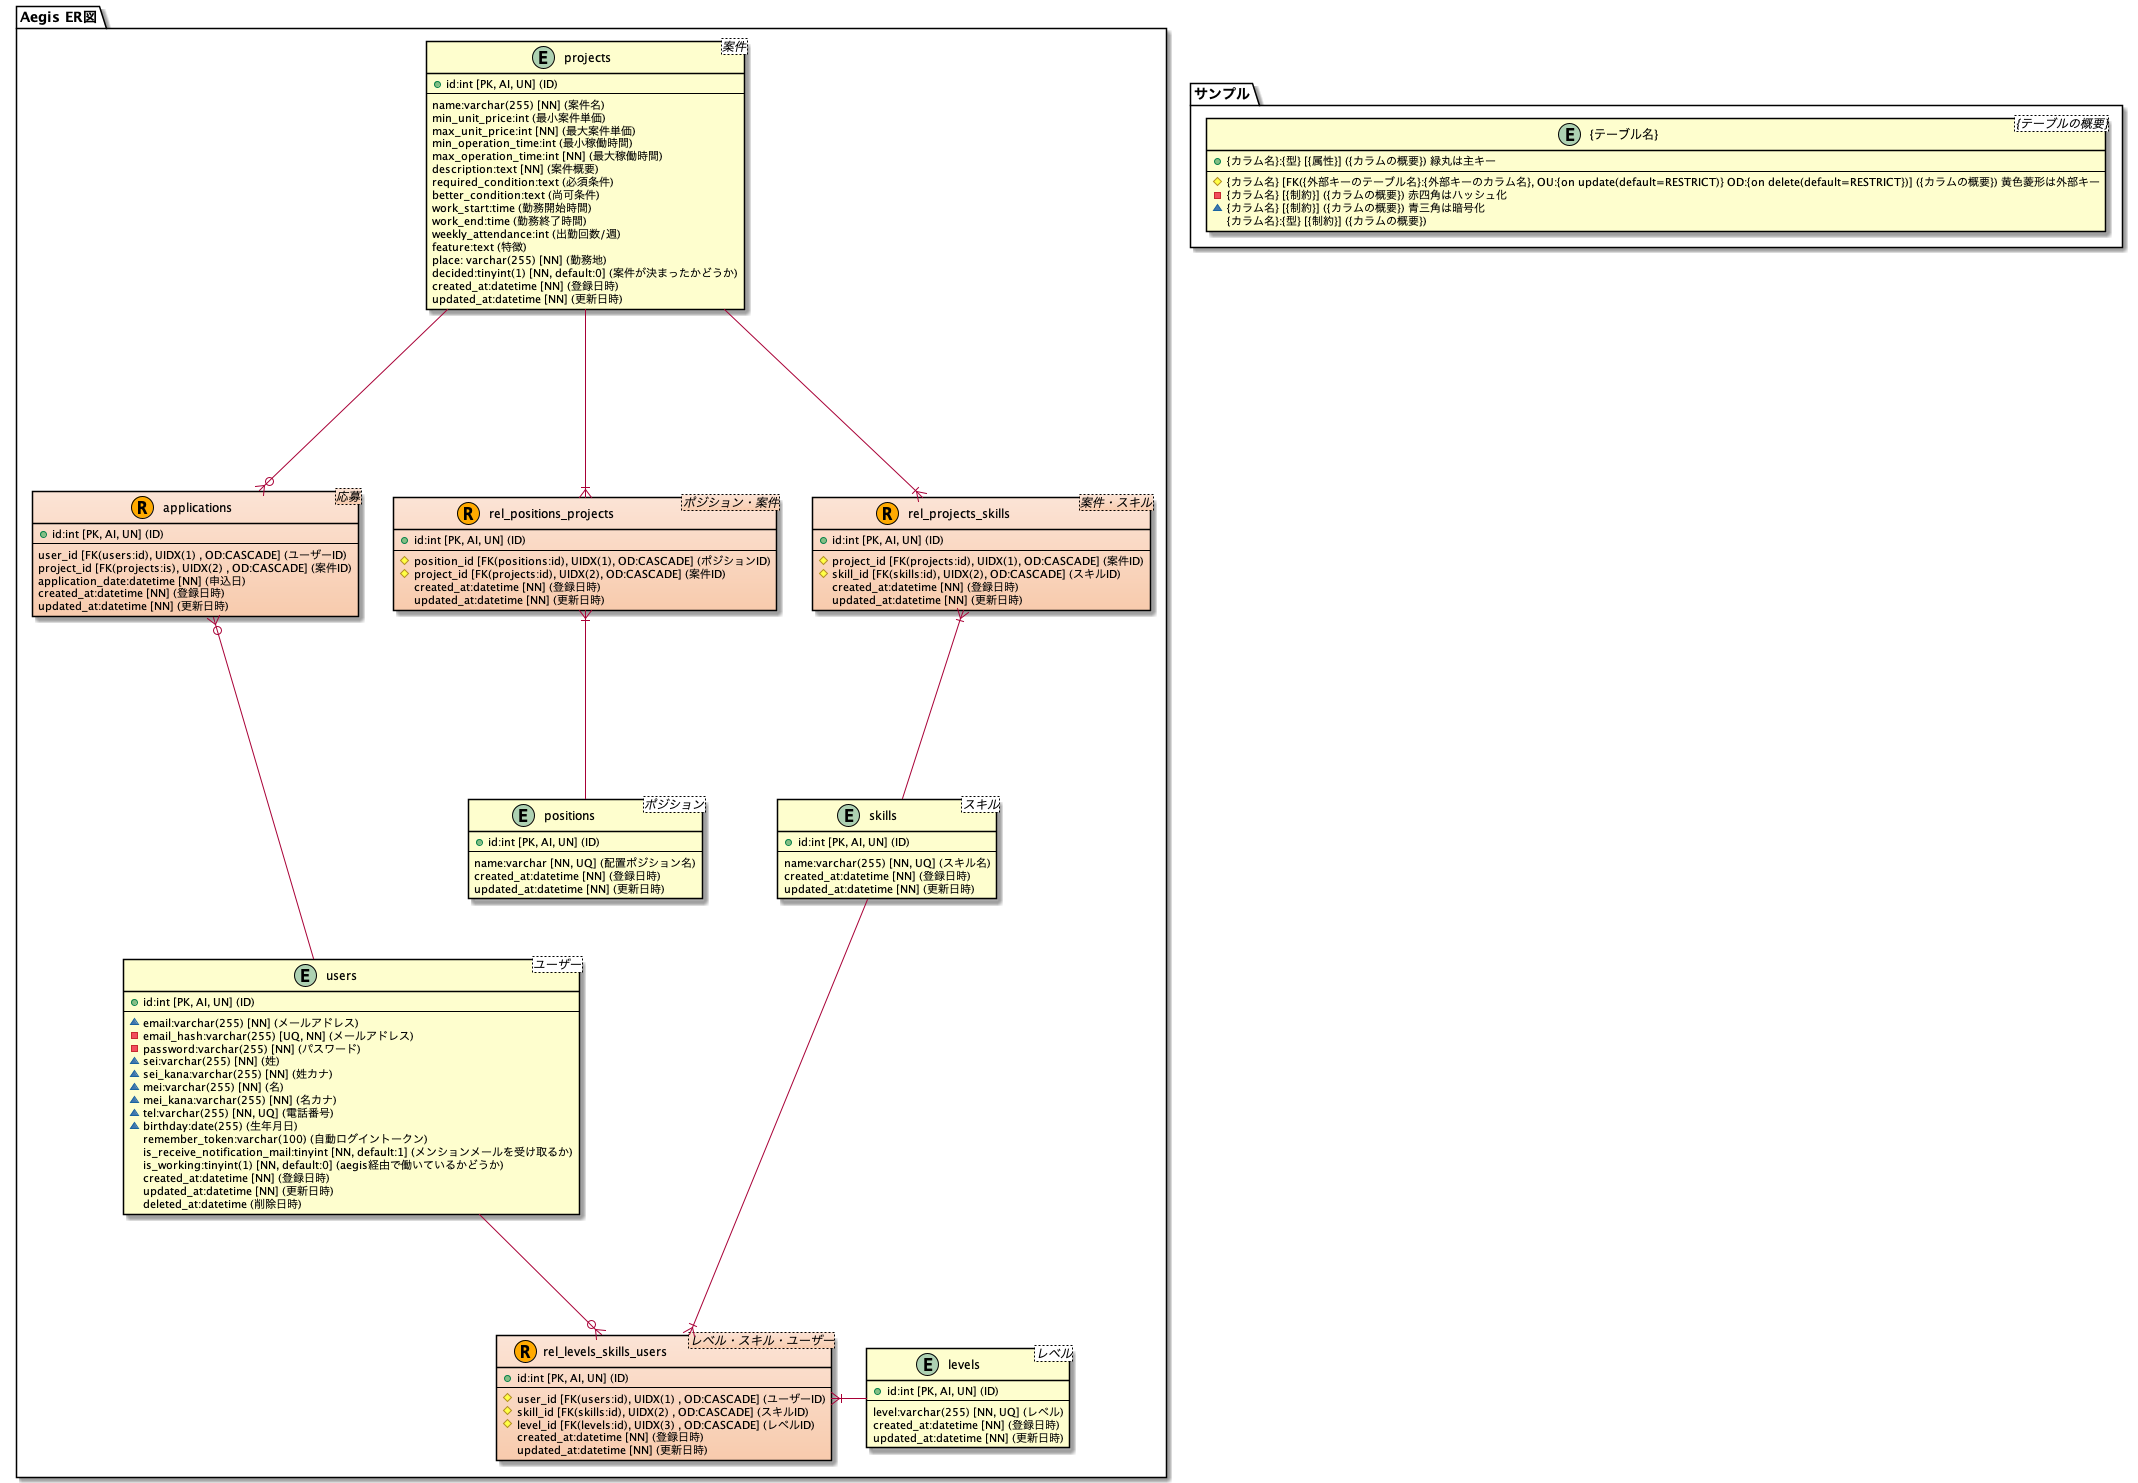 Aegis ER図
案件
E projects
id:int [PK, AI, UN] (ID)
name:varchar(255) [NN] (案件名)
min_unit_price:int (最小案件単価)
max_unit_price:int [NN] (最大案件単価)
min_operation_time:int (最小稼働時間)
max_operation_time:int [NN] (最大稼働時間)
description:text [NN] (案件概要)
required_condition:text (必須条件)
better_condition:text (尚可条件)
work_start:time (勤務開始時間)
work_end:time (勤務終了時間)
weekly_attendance:int (出勤回数/週)
feature:text (特徴)
place: varchar(255) [NN] (勤務地)
decided:tinyint(1) [NN, default:0] (案件が決まったかどうか)
created_at:datetime [NN] (登録日時)
updated_at:datetime [NN] (更新日時)
サンプル
{テーブルの概要}
E {テーブル名}
{カラム名}:{型} [{属性}] ({カラムの概要}) 緑丸は主キー
{カラム名} [FK({外部キーのテーブル名}:{外部キーのカラム名}, OU:{on update(default=RESTRICT)} OD:{on delete(default=RESTRICT})] ({カラムの概要}) 黄色菱形は外部キー
{カラム名} [{制約}] ({カラムの概要}) 赤四角はハッシュ化
{カラム名} [{制約}] ({カラムの概要}) 青三角は暗号化
{カラム名}:{型} [{制約}] ({カラムの概要})
応募
R applications
id:int [PK, AI, UN] (ID)
user_id [FK(users:id), UIDX(1) , OD:CASCADE] (ユーザーID)
project_id [FK(projects:is), UIDX(2) , OD:CASCADE] (案件ID)
application_date:datetime [NN] (申込日)
created_at:datetime [NN] (登録日時)
updated_at:datetime [NN] (更新日時)
ポジション・案件
R rel_positions_projects
id:int [PK, AI, UN] (ID)
position_id [FK(positions:id), UIDX(1), OD:CASCADE] (ポジションID)
project_id [FK(projects:id), UIDX(2), OD:CASCADE] (案件ID)
created_at:datetime [NN] (登録日時)
updated_at:datetime [NN] (更新日時)
案件・スキル
R rel_projects_skills
id:int [PK, AI, UN] (ID)
project_id [FK(projects:id), UIDX(1), OD:CASCADE] (案件ID)
skill_id [FK(skills:id), UIDX(2), OD:CASCADE] (スキルID)
created_at:datetime [NN] (登録日時)
updated_at:datetime [NN] (更新日時)
ポジション
E positions
id:int [PK, AI, UN] (ID)
name:varchar [NN, UQ] (配置ポジション名)
created_at:datetime [NN] (登録日時)
updated_at:datetime [NN] (更新日時)
スキル
E skills
id:int [PK, AI, UN] (ID)
name:varchar(255) [NN, UQ] (スキル名)
created_at:datetime [NN] (登録日時)
updated_at:datetime [NN] (更新日時)
ユーザー
E users
id:int [PK, AI, UN] (ID)
email:varchar(255) [NN] (メールアドレス)
email_hash:varchar(255) [UQ, NN] (メールアドレス)
password:varchar(255) [NN] (パスワード)
sei:varchar(255) [NN] (姓)
sei_kana:varchar(255) [NN] (姓カナ)
mei:varchar(255) [NN] (名)
mei_kana:varchar(255) [NN] (名カナ)
tel:varchar(255) [NN, UQ] (電話番号)
birthday:date(255) (生年月日)
remember_token:varchar(100) (自動ログイントークン)
is_receive_notification_mail:tinyint [NN, default:1] (メンションメールを受け取るか)
is_working:tinyint(1) [NN, default:0] (aegis経由で働いているかどうか)
created_at:datetime [NN] (登録日時)
updated_at:datetime [NN] (更新日時)
deleted_at:datetime (削除日時)
レベル・スキル・ユーザー
R rel_levels_skills_users
id:int [PK, AI, UN] (ID)
user_id [FK(users:id), UIDX(1) , OD:CASCADE] (ユーザーID)
skill_id [FK(skills:id), UIDX(2) , OD:CASCADE] (スキルID)
level_id [FK(levels:id), UIDX(3) , OD:CASCADE] (レベルID)
created_at:datetime [NN] (登録日時)
updated_at:datetime [NN] (更新日時)
レベル
E levels
id:int [PK, AI, UN] (ID)
level:varchar(255) [NN, UQ] (レベル)
created_at:datetime [NN] (登録日時)
updated_at:datetime [NN] (更新日時)